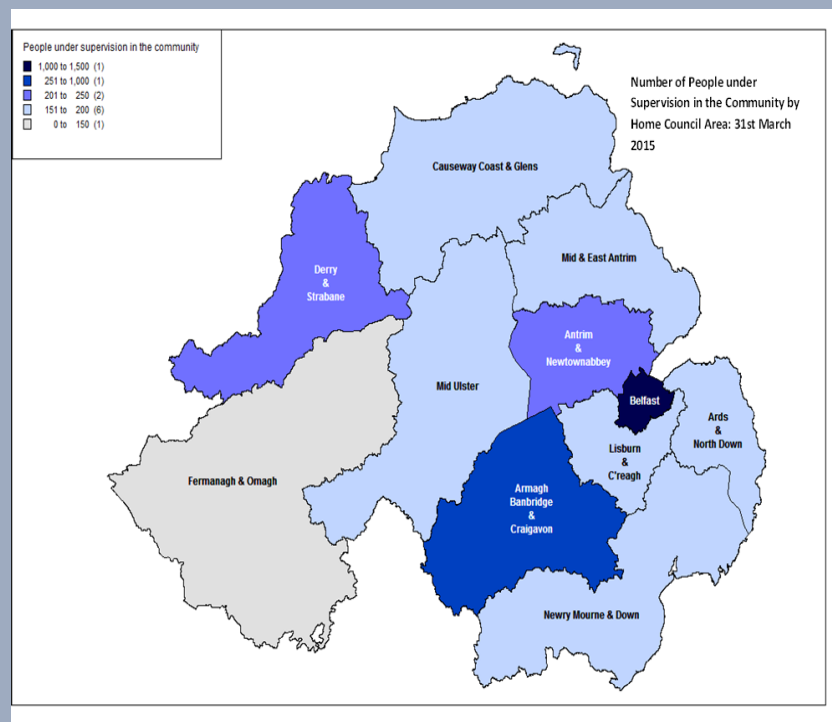 People under supervision in the community
1,000 to 1,500 (1)
251 to 1,000 (1)
201 to 250 (2)
151 to 200 (6)
0 to 150 (1)
Number of People under
Supervision in the Community by
Home Council Area: 31st March
2015
Causeway Coast & Glens
Mid & East Antrim
Derry
&
Strabane
Antrim
&
Newtownabbey
Mid Ulster
Belfast
Ards
&
North Down
Lisburn
&
C'reagh
Fermanagh & Omagh
Armagh
Banbridge
&
Craigavon
Newry Mourne & Down